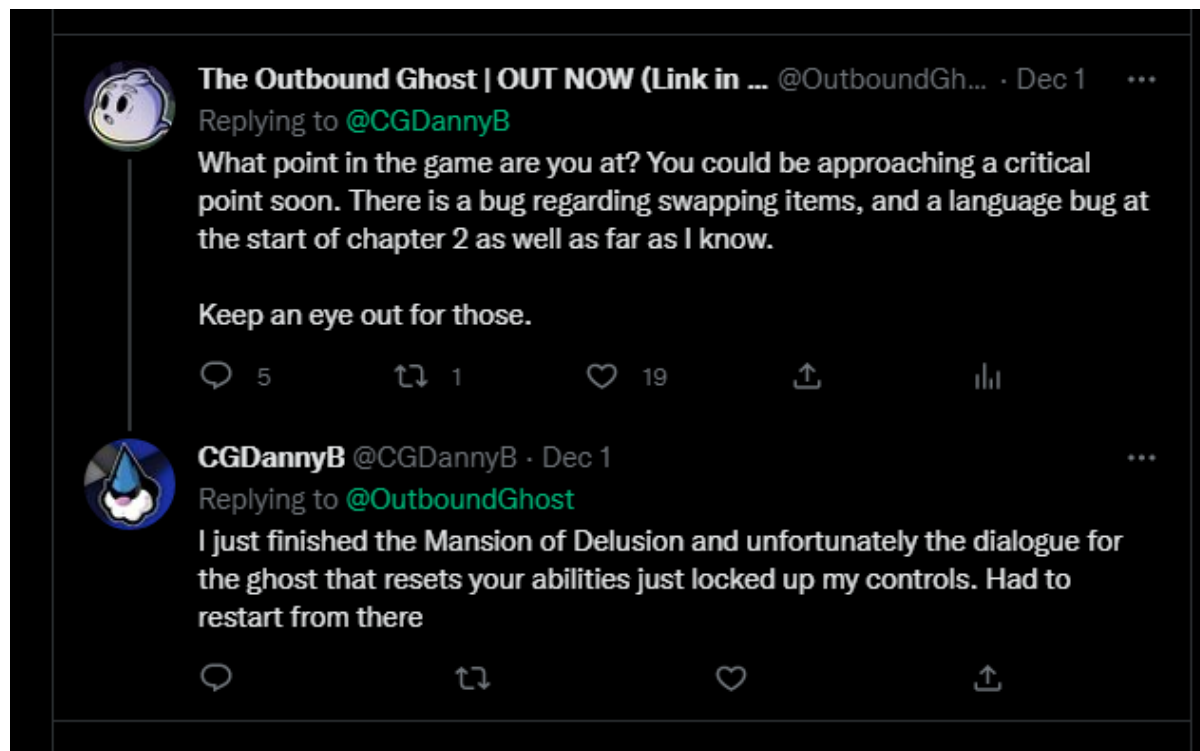 The Outbound Ghost | OUT NOW (Link in ... @OutboundGh... · Dec 1
Replying to @CGDannyB
What point in the game are you at? You could be approaching a critical
point soon. There is a bug regarding swapping items, and a language bug at
the start of chapter 2 as well as far as I know.
Keep an eye out for those.
5 1 19
CGDannyB @CGDannyB · Dec 1
Replying to @OutboundGhost
I just finished the Mansion of Delusion and unfortunately the dialogue for
the ghost that resets your abilities just locked up my controls. Had to
restart from there